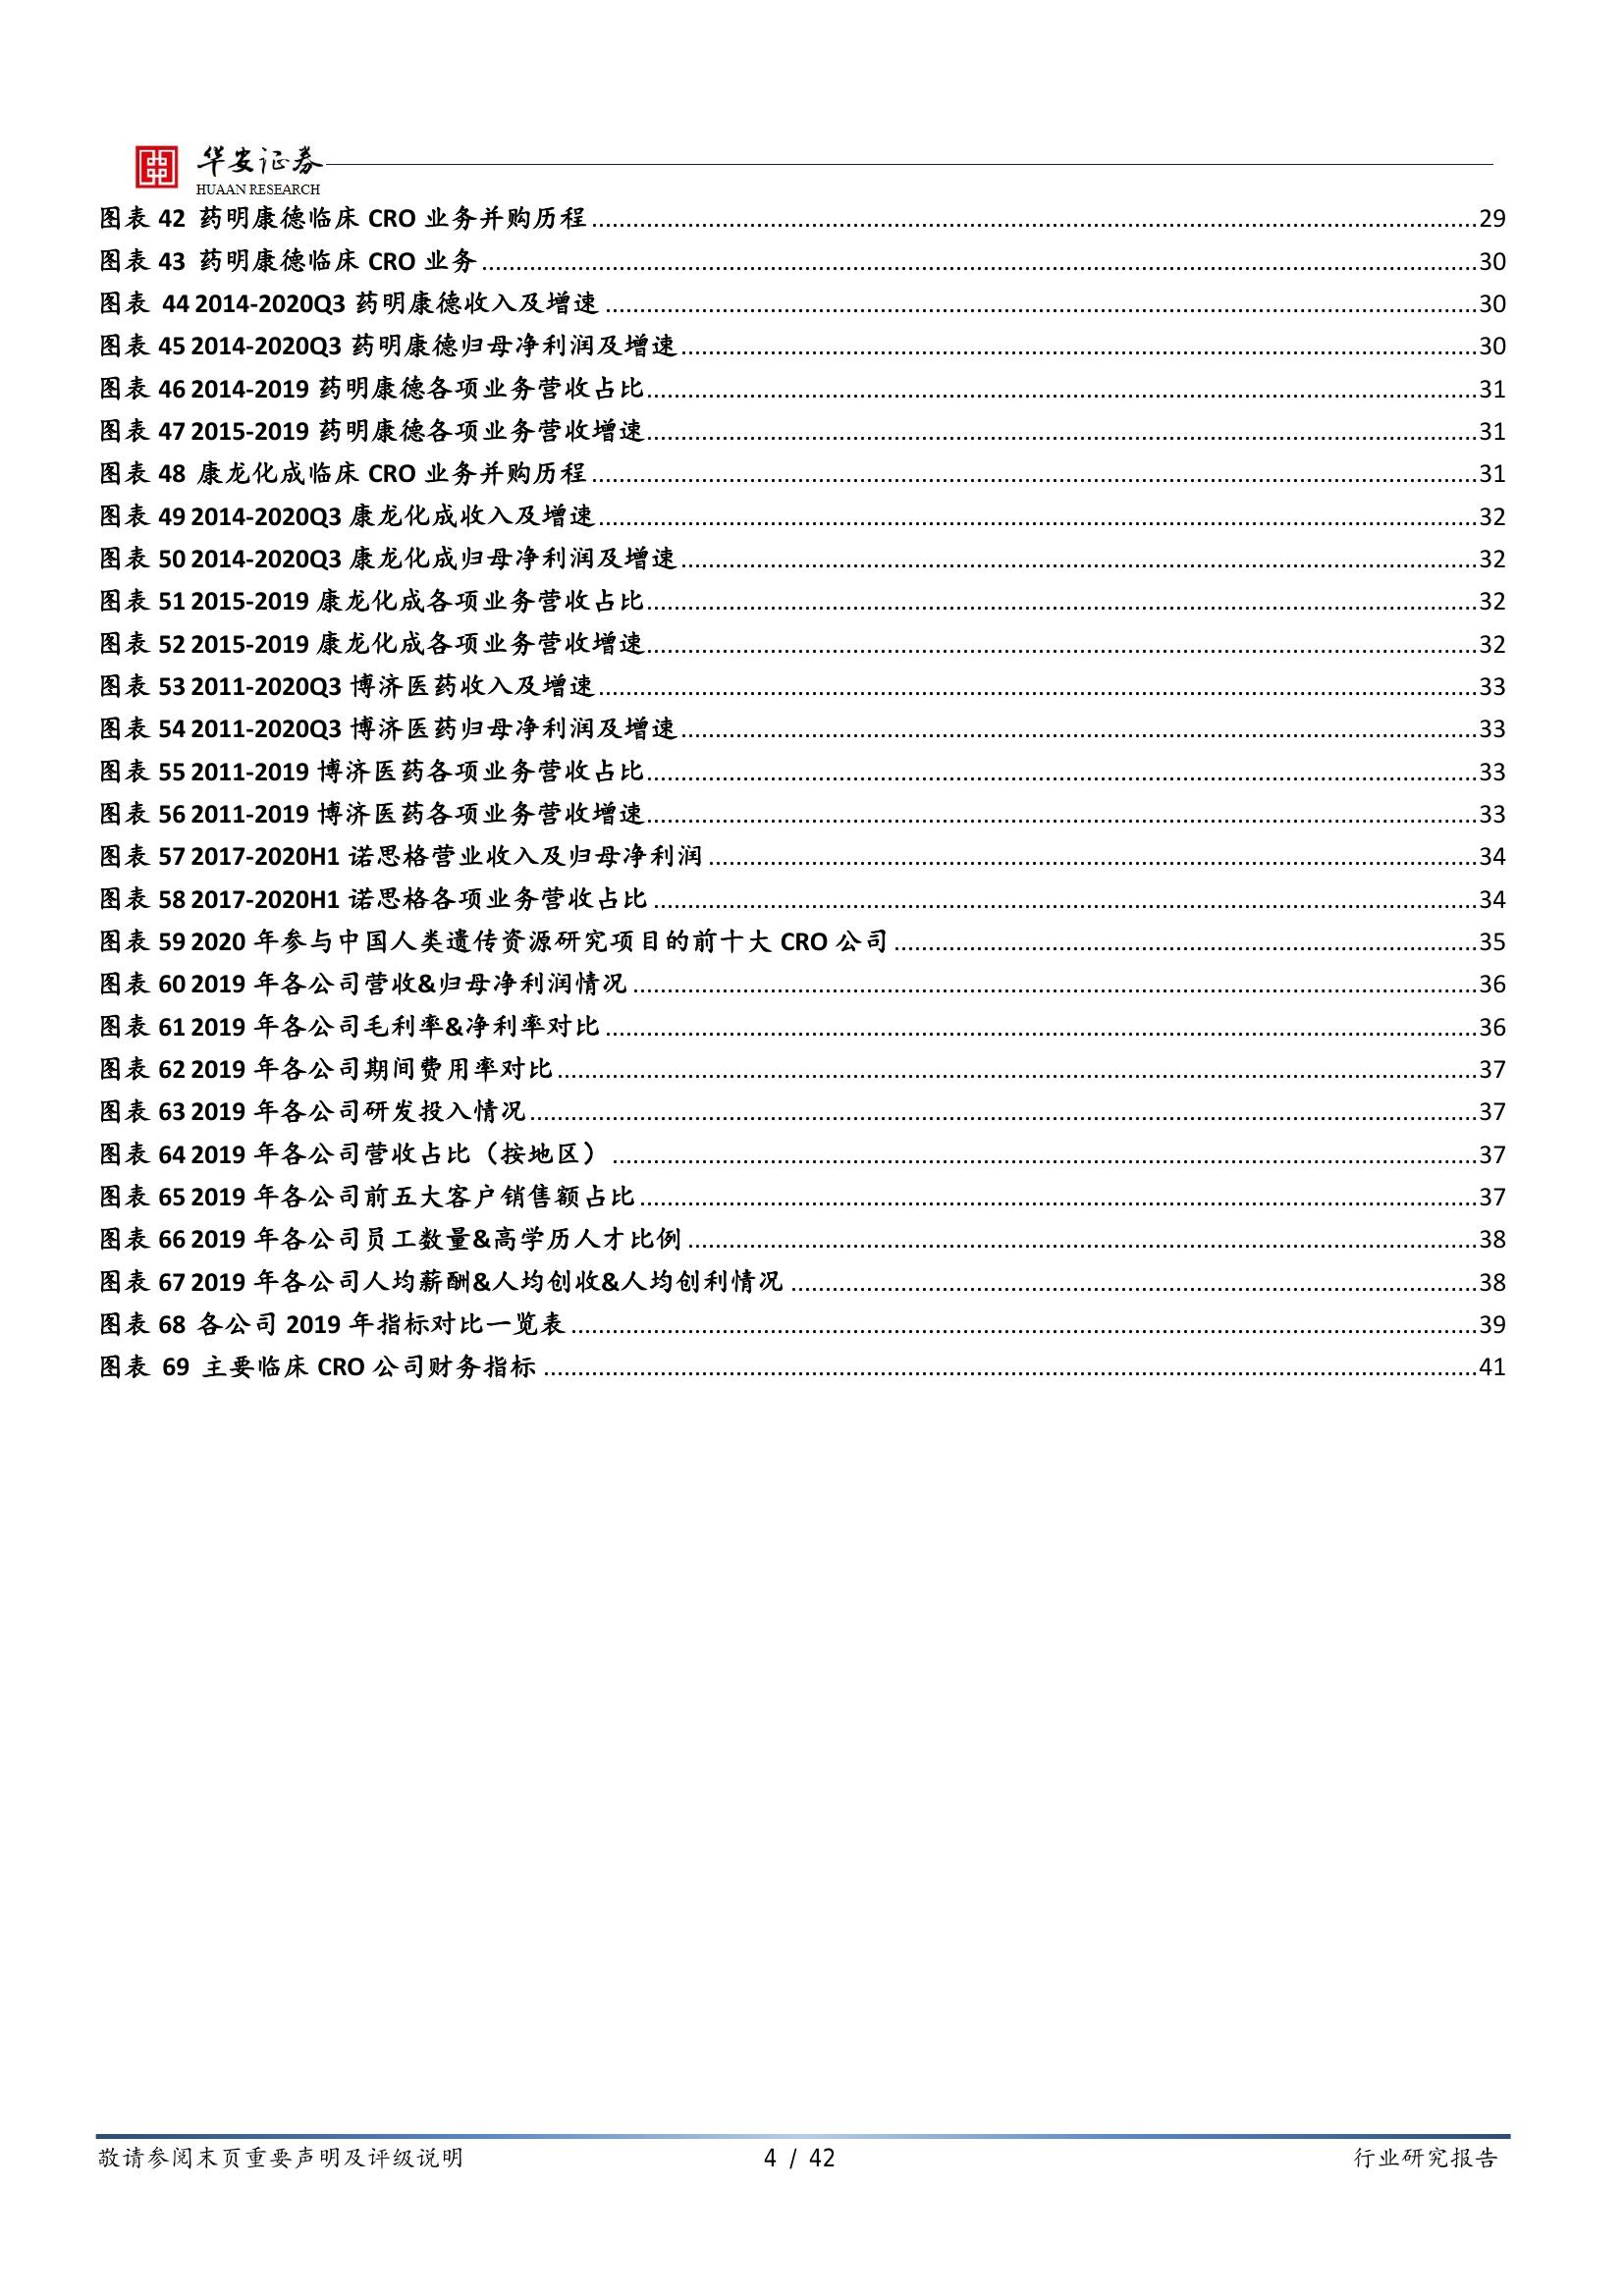 华安证券
HUAAN RESEARCH
图表 42 药明康德临床 CRO 业务并购历程 ........ 29
图表 43 药明康德临床 CRO 业务 ........ 30
图表 44 2014-2020Q3 药明康德收入及增速 ........ 30
图表 45 2014-2020Q3 药明康德归母净利润及增速 ........ 30
图表 46 2014-2019 药明康德各项业务营收占比 ........ 31
图表 47 2015-2019 药明康德各项业务营收增速 ........ 31
图表 48 康龙化成临床 CRO 业务并购历程 ........ 31
图表 49 2014-2020Q3 康龙化成收入及增速 ........ 32
图表 50 2014-2020Q3 康龙化成归母净利润及增速 ........ 32
图表 51 2015-2019 康龙化成各项业务营收占比 ........ 32
图表 52 2015-2019 康龙化成各项业务营收增速 ........ 32
图表 53 2011-2020Q3 博济医药收入及增速 ........ 33
图表 54 2011-2020Q3 博济医药归母净利润及增速 ........ 33
图表 55 2011-2019 博济医药各项业务营收占比 ........ 33
图表 56 2011-2019 博济医药各项业务营收增速 ........ 33
图表 57 2017-2020H1 诺思格营业收入及归母净利润 ........ 34
图表 58 2017-2020H1 诺思格各项业务营收占比 ........ 34
图表 59 2020 年参与中国人类遗传资源研究项目的前十大 CRO 公司 ........ 35
图表 60 2019 年各公司营收&归母净利润情况 ........ 36
图表 61 2019 年各公司毛利率&净利率对比 ........ 36
图表 62 2019 年各公司期间费用率对比 ........ 37
图表 63 2019 年各公司研发投入情况 ........ 37
图表 64 2019 年各公司营收占比（按地区） ........ 37
图表 65 2019 年各公司前五大客户销售额占比 ........ 37
图表 66 2019 年各公司员工数量&高学历人才比例 ........ 38
图表 67 2019 年各公司人均薪酬&人均创收&人均创利情况 ........ 38
图表 68 各公司 2019 年指标对比一览表 ........ 39
图表 69 主要临床 CRO 公司财务指标 ........ 41
敬请参阅末页重要声明及评级说明 4 / 42 行业研究报告